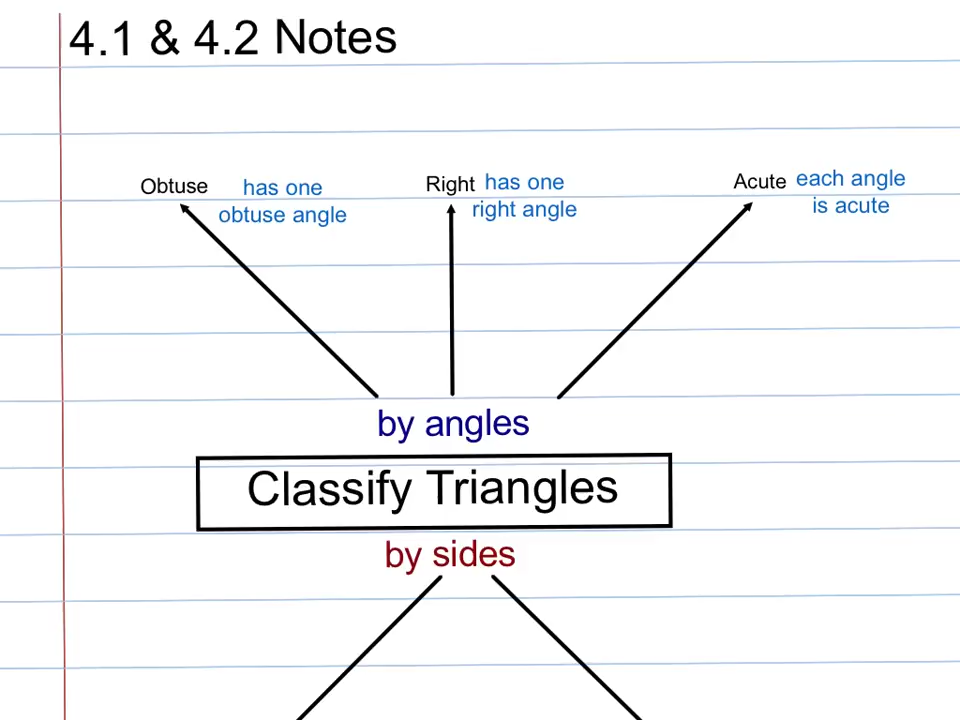 4.1 & 4.2 Notes
Obtuse has one
obtuse angle
Right has one
right angle
Acute each angle
is acute
by angles
Classify Triangles
by sides